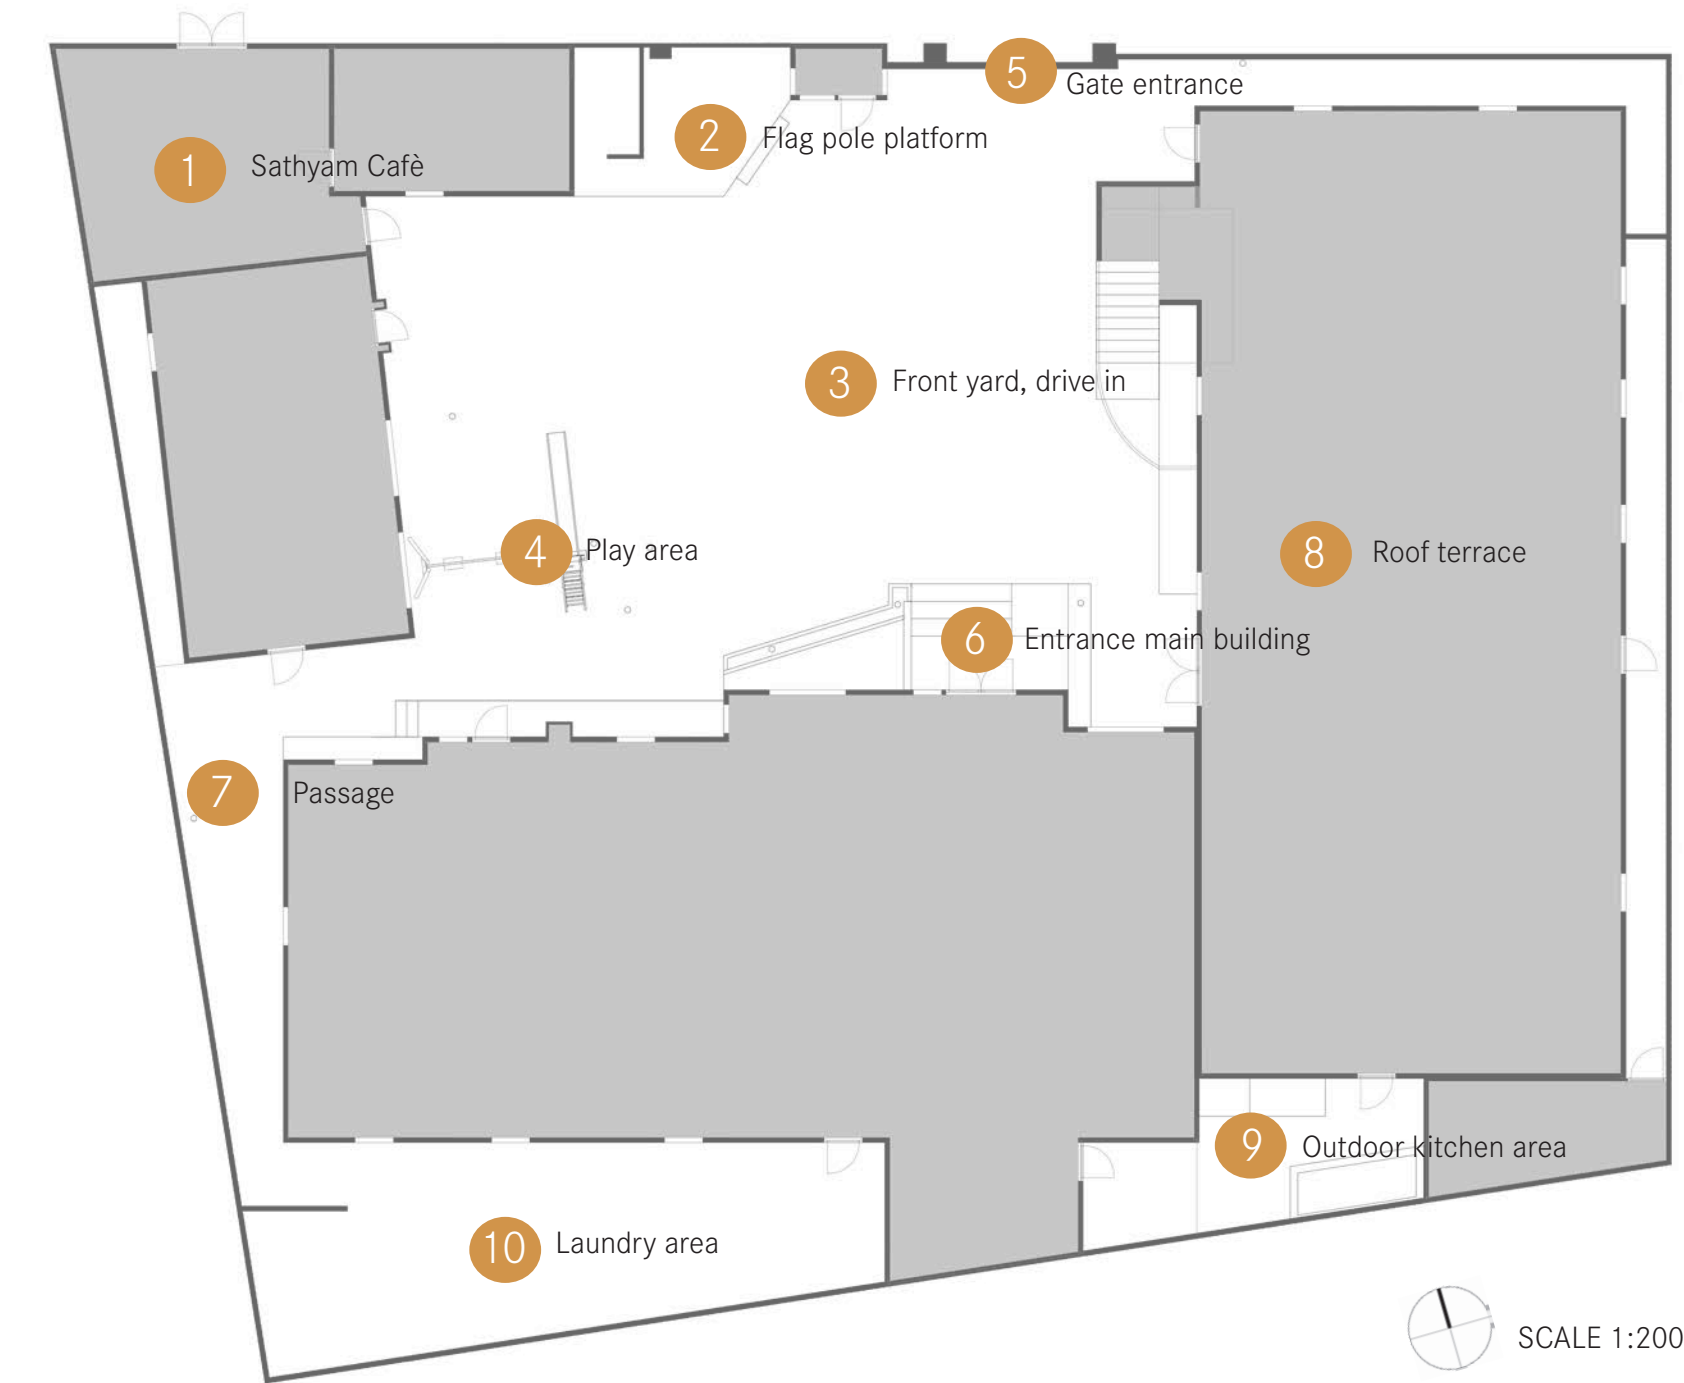 1 Sathyam Cafè
2 Flag pole platform
3 Front yard, drive in
4 Play area
5 Gate entrance
6 Entrance main building
7 Passage
8 Roof terrace
9 Outdoor kitchen area
10 Laundry area
SCALE 1:200